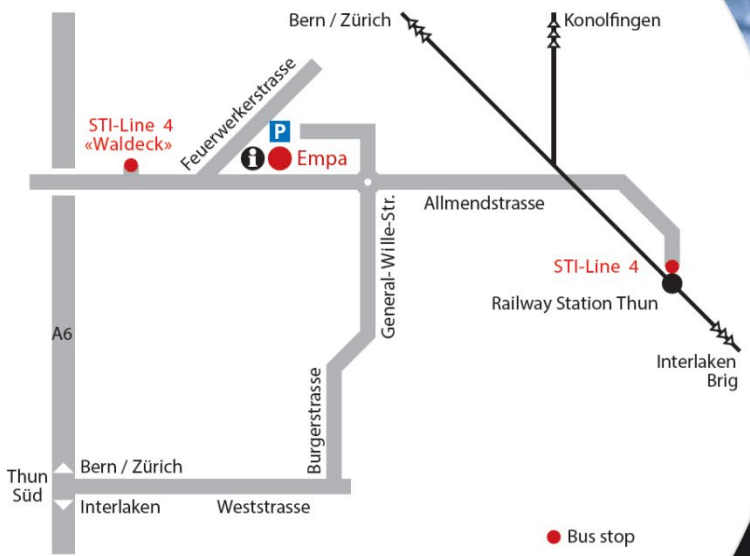 Bern / Zürich
Konolfingen
STI-Line 4
«Waldeck»
Feuerwerkerstrasse
P
i
Empa
Allmendstrasse
General-Wille-Str.
STI-Line 4
Railway Station Thun
A6
Interlaken
Brig
Burgerstrasse
Thun
Süd
Bern / Zürich
Interlaken
Weststrasse
Bus stop